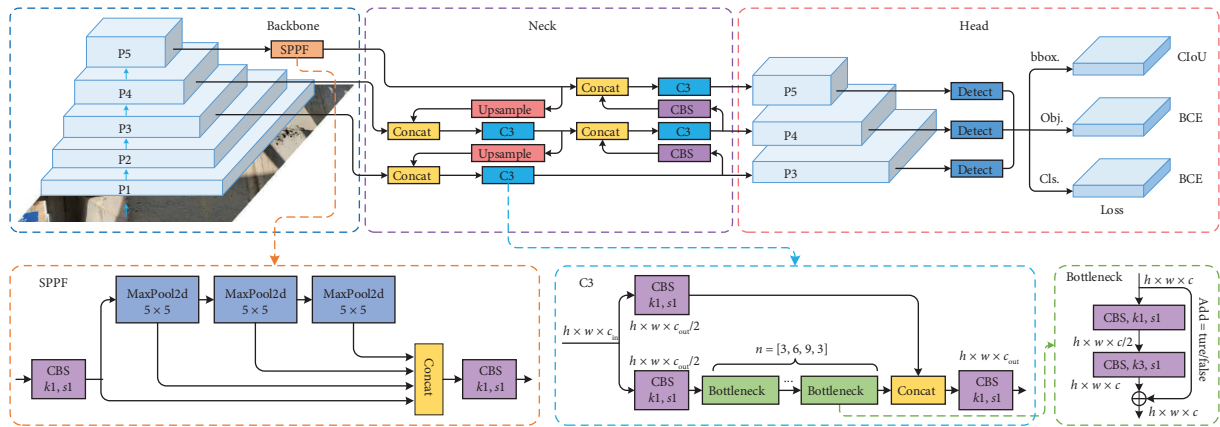 Backbone
P5
P4
P3
P2
P1
SPPF
Neck
Concat
C3
Upsample
CBS
Concat
C3
Concat
C3
Upsample
CBS
Concat
C3
Head
P5
P4
P3
Detect
Detect
Detect
bbox.
Obj.
Cls.
CIoU
BCE
BCE
Loss
SPPF
MaxPool2d
5 × 5
MaxPool2d
5 × 5
MaxPool2d
5 × 5
CBS
k1, s1
Concat
CBS
k1, s1
C3
h × w × c_in
CBS
k1, s1
h × w × c_out/2
h × w × c_out/2
CBS
k1, s1
n = [3, 6, 9, 3]
Bottleneck
...
Bottleneck
Concat
h × w × c_out
CBS
k1, s1
Bottleneck
h × w × c
CBS, k1, s1
h × w × c/2
CBS, k3, s1
h × w × c
h × w × c
Add = ture/false